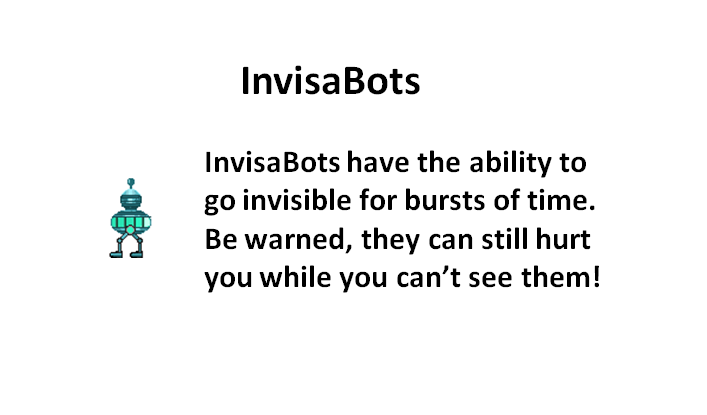 InvisaBots
InvisaBots have the ability to
go invisible for bursts of time.
Be warned, they can still hurt
you while you can’t see them!